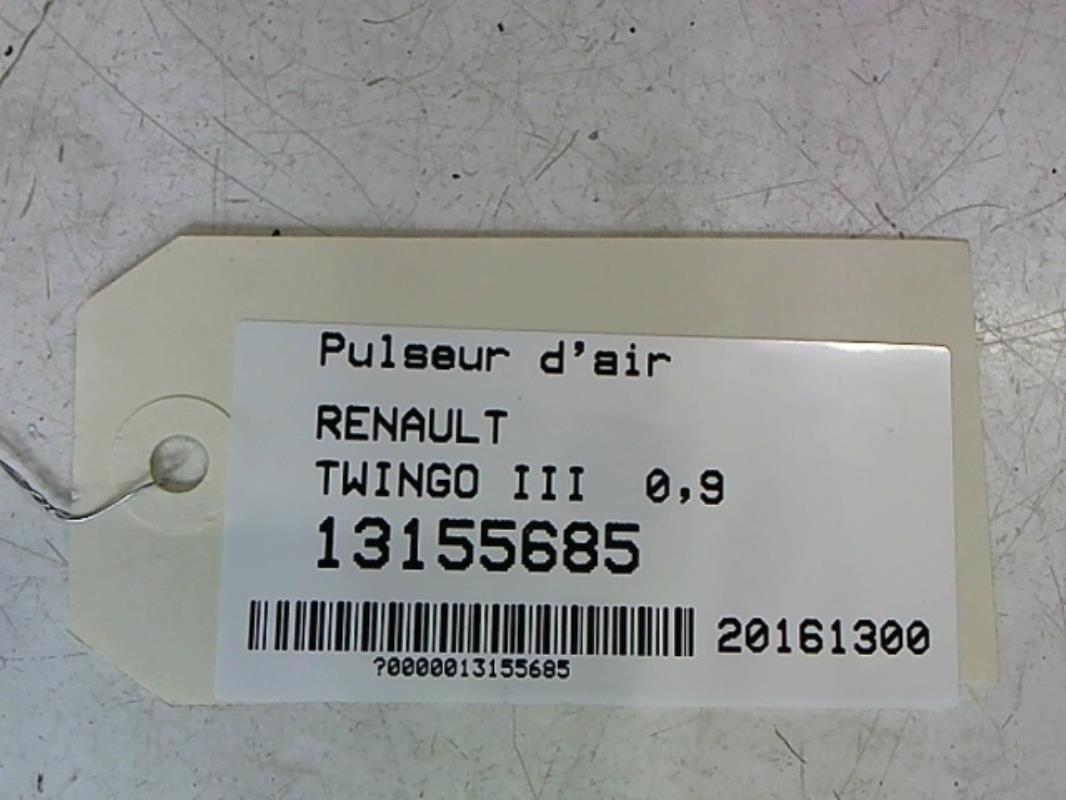 Pulseur d'air
RENAULT
TWINGO III 0,9
13155685
20161300
?0000013155685